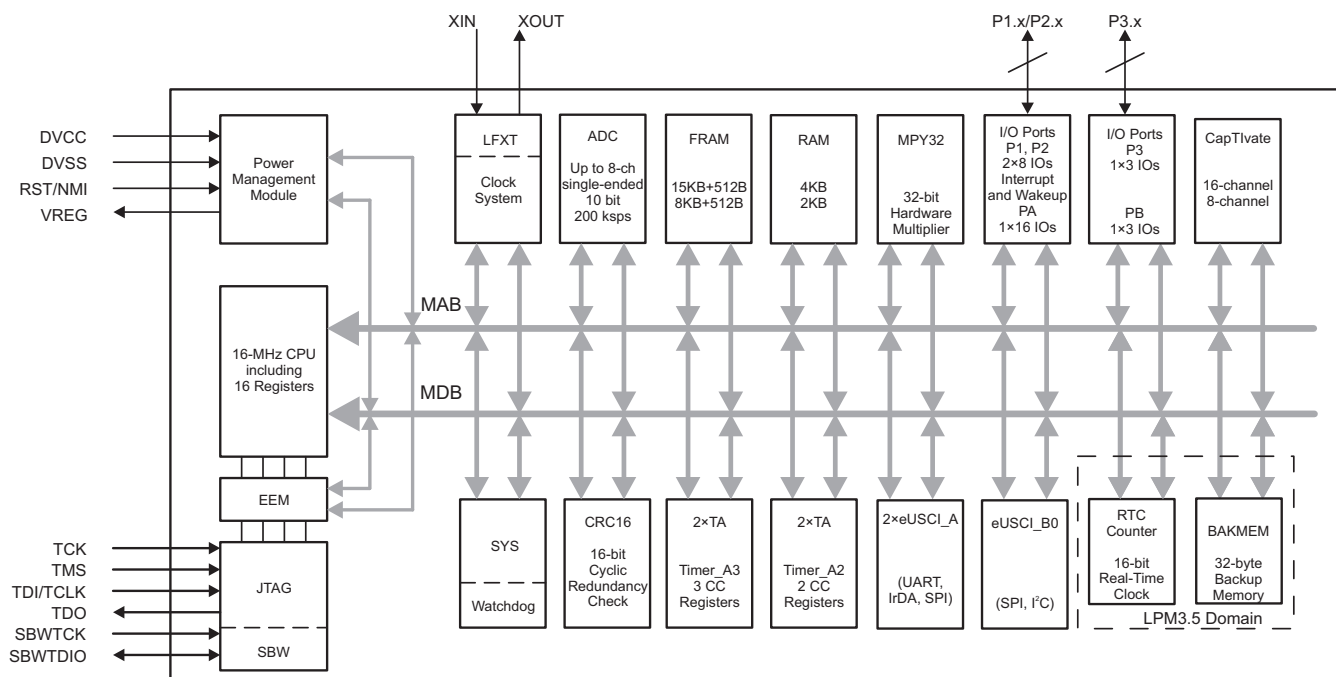 XIN
XOUT
P1.x/P2.x
P3.x
DVCC
DVSS
RST/NMI
VREG
Power
Management
Module
LFXT
Clock
System
ADC
Up to 8-ch
single-ended
10 bit
200 ksps
FRAM
15KB+512B
8KB+512B
RAM
4KB
2KB
MPY32
32-bit
Hardware
Multiplier
I/O Ports
P1, P2
2×8 IOs
Interrupt
and Wakeup
PA
1×16 IOs
I/O Ports
P3
1×3 IOs
PB
1×3 IOs
CapTIvate
16-channel
8-channel
MAB
16-MHz CPU
including
16 Registers
MDB
EEM
TCK
TMS
TDI/TCLK
TDO
SBWTCK
SBWTDIO
JTAG
SBW
SYS
Watchdog
CRC16
16-bit
Cyclic
Redundancy
Check
2×TA
Timer_A3
3 CC
Registers
2×TA
Timer_A2
2 CC
Registers
2×eUSCI_A
(UART,
IrDA, SPI)
eUSCI_B0
(SPI, I²C)
RTC
Counter
16-bit
Real-Time
Clock
BAKMEM
32-byte
Backup
Memory
LPM3.5 Domain